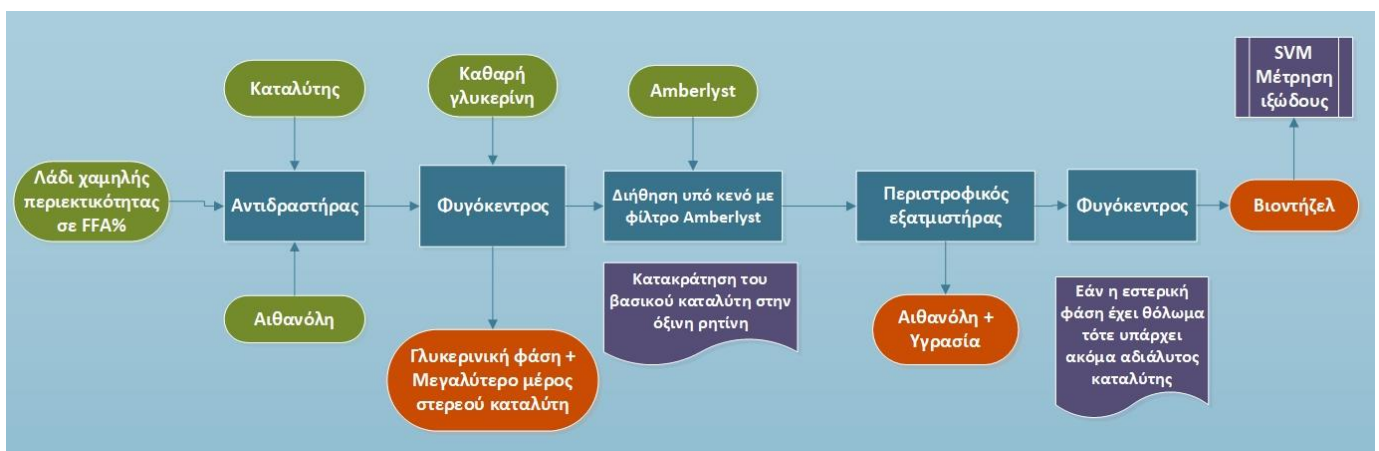 Καταλύτης
Καθαρή
γλυκερίνη
Amberlyst
SVM
Μέτρηση
ιξώδους
Λάδι χαμηλής
περιεκτικότητας
σε FFA%
Αντιδραστήρας
Φυγόκεντρος
Διήθηση υπό κενό με
φίλτρο Amberlyst
Περιστροφικός
εξατμιστήρας
Φυγόκεντρος
Βιοντήζελ
Αιθανόλη
Γλυκερινική φάση +
Μεγαλύτερο μέρος
στερεού καταλύτη
Κατακράτηση του
βασικού καταλύτη στην
όξινη ρητίνη
Αιθανόλη +
Υγρασία
Εάν η εστερική
φάση έχει θόλωμα
τότε υπάρχει
ακόμα αδιάλυτος
καταλύτης